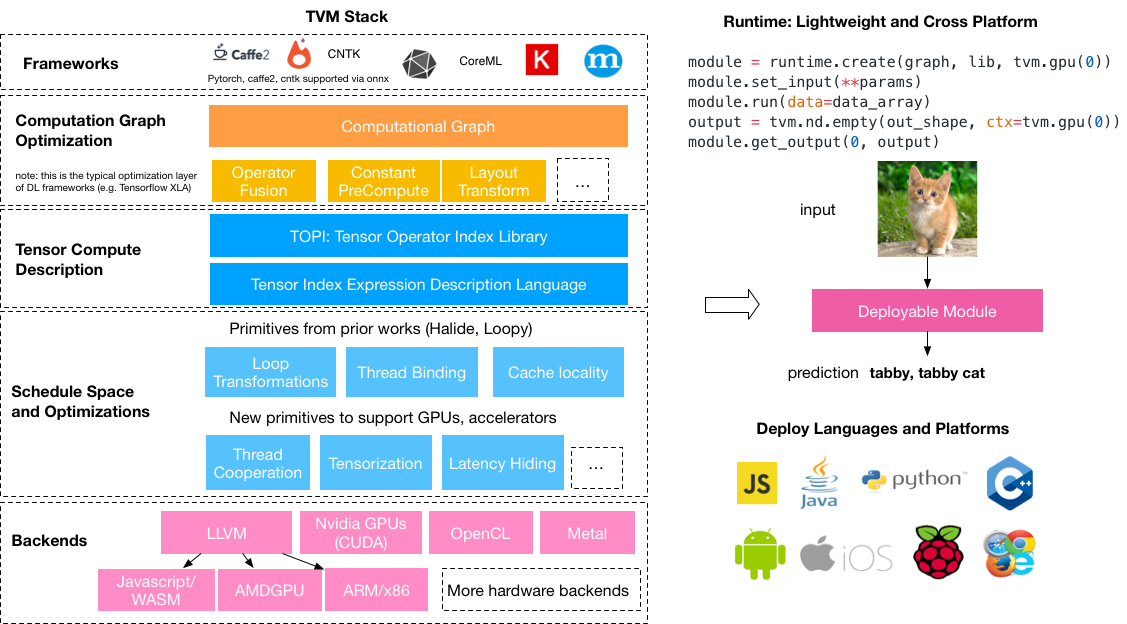 TVM Stack
Frameworks
Caffe2
CNTK
CoreML
K
m
Pytorch, caffe2, cntk supported via onnx
Computation Graph
Optimization
note: this is the typical optimization layer
of DL frameworks (e.g. Tensorflow XLA)
Computational Graph
Operator
Fusion
Constant
PreCompute
Layout
Transform
...
Tensor Compute
Description
TOPI: Tensor Operator Index Library
Tensor Index Expression Description Language
Schedule Space
and Optimizations
Primitives from prior works (Halide, Loopy)
Loop
Transformations
Thread Binding
Cache locality
New primitives to support GPUs, accelerators
Thread
Cooperation
Tensorization
Latency Hiding
...
Backends
LLVM
Nvidia GPUs
(CUDA)
OpenCL
Metal
Javascript/
WASM
AMDGPU
ARM/x86
More hardware backends
Runtime: Lightweight and Cross Platform
module = runtime.create(graph, lib, tvm.gpu(0))
module.set_input(**params)
module.run(data=data_array)
output = tvm.nd.empty(out_shape, ctx=tvm.gpu(0))
module.get_output(0, output)
input
Deployable Module
prediction tabby, tabby cat
Deploy Languages and Platforms
JS
Java
python™
C++
iOS